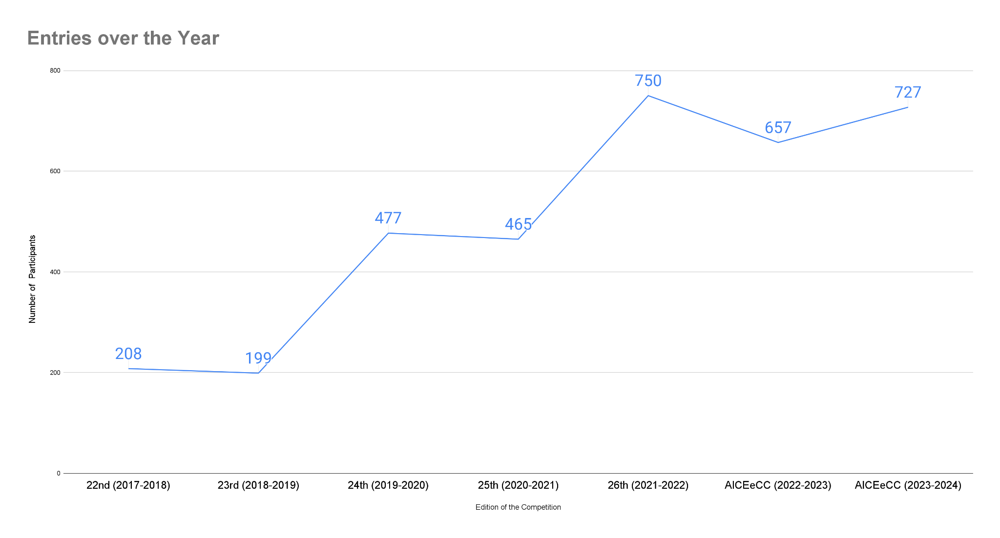 Entries over the Year
800
600
400
200
0
Number of Participants
208
199
477
465
750
657
727
22nd (2017-2018)
23rd (2018-2019)
24th (2019-2020)
25th (2020-2021)
26th (2021-2022)
AICEeCC (2022-2023)
AICEeCC (2023-2024)
Edition of the Competition